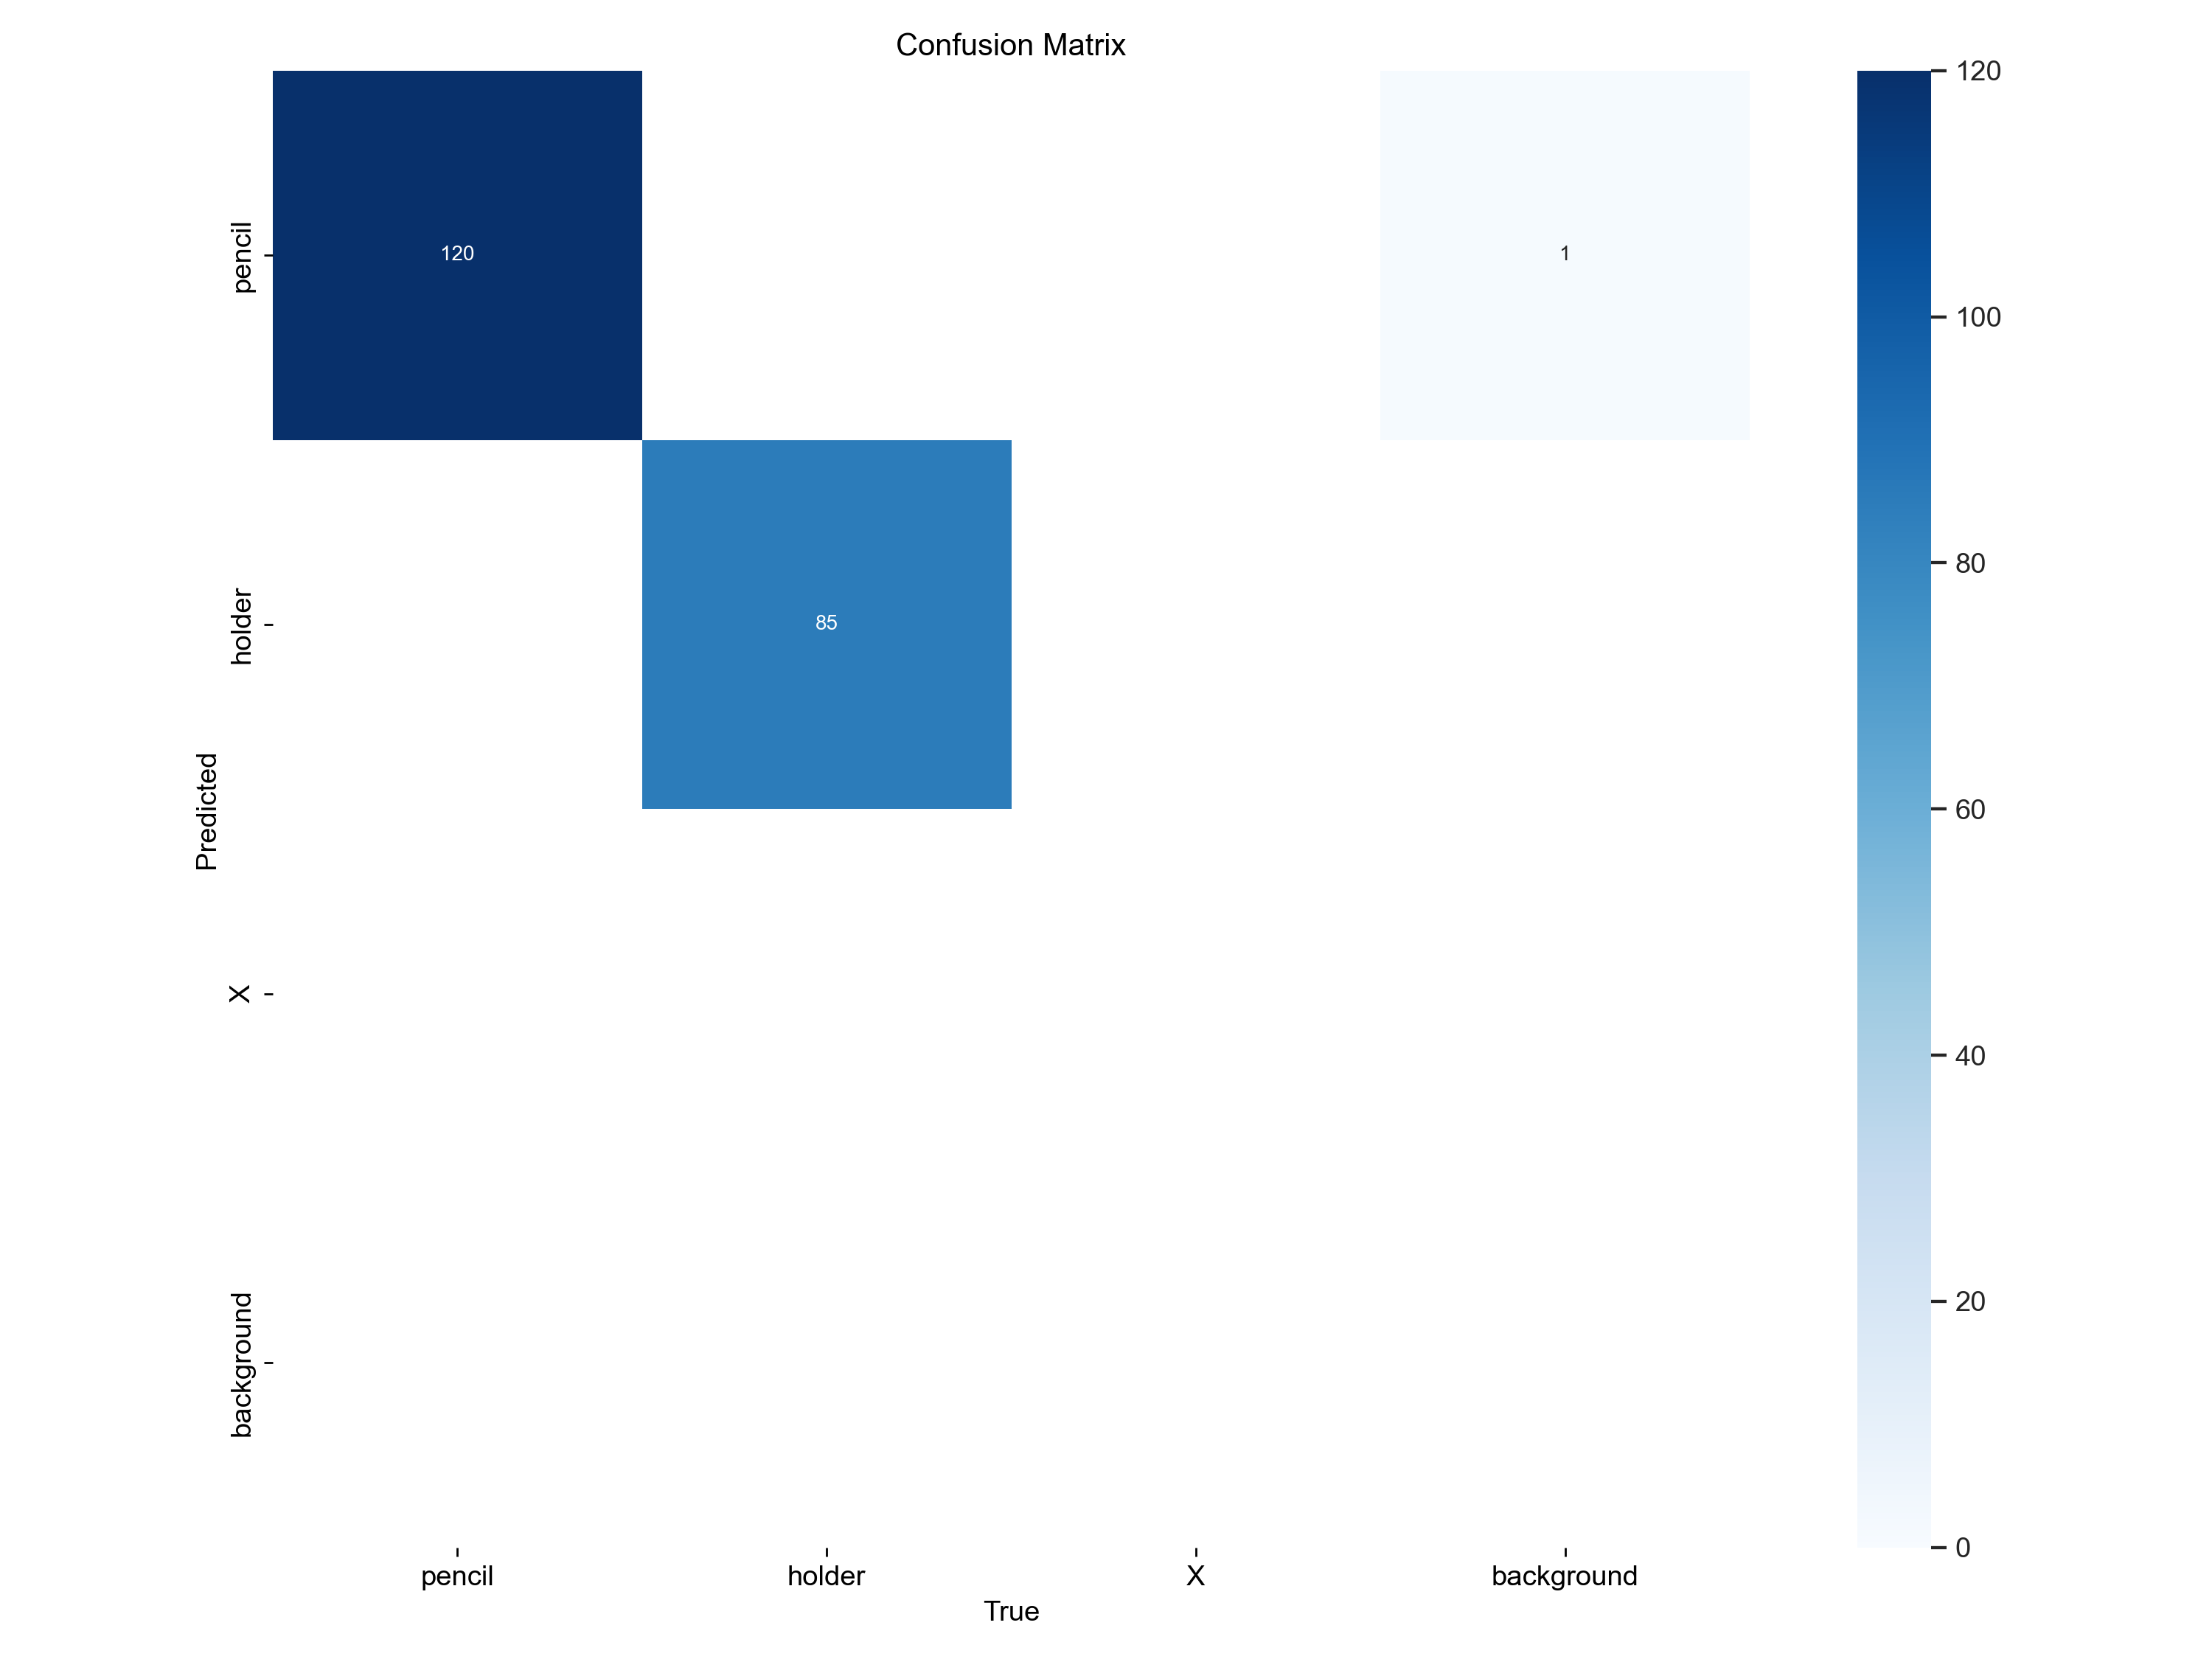 Confusion Matrix
120
100
80
60
40
20
0
pencil
holder
X
background
Predicted
120
1
85
pencil
holder
X
background
True